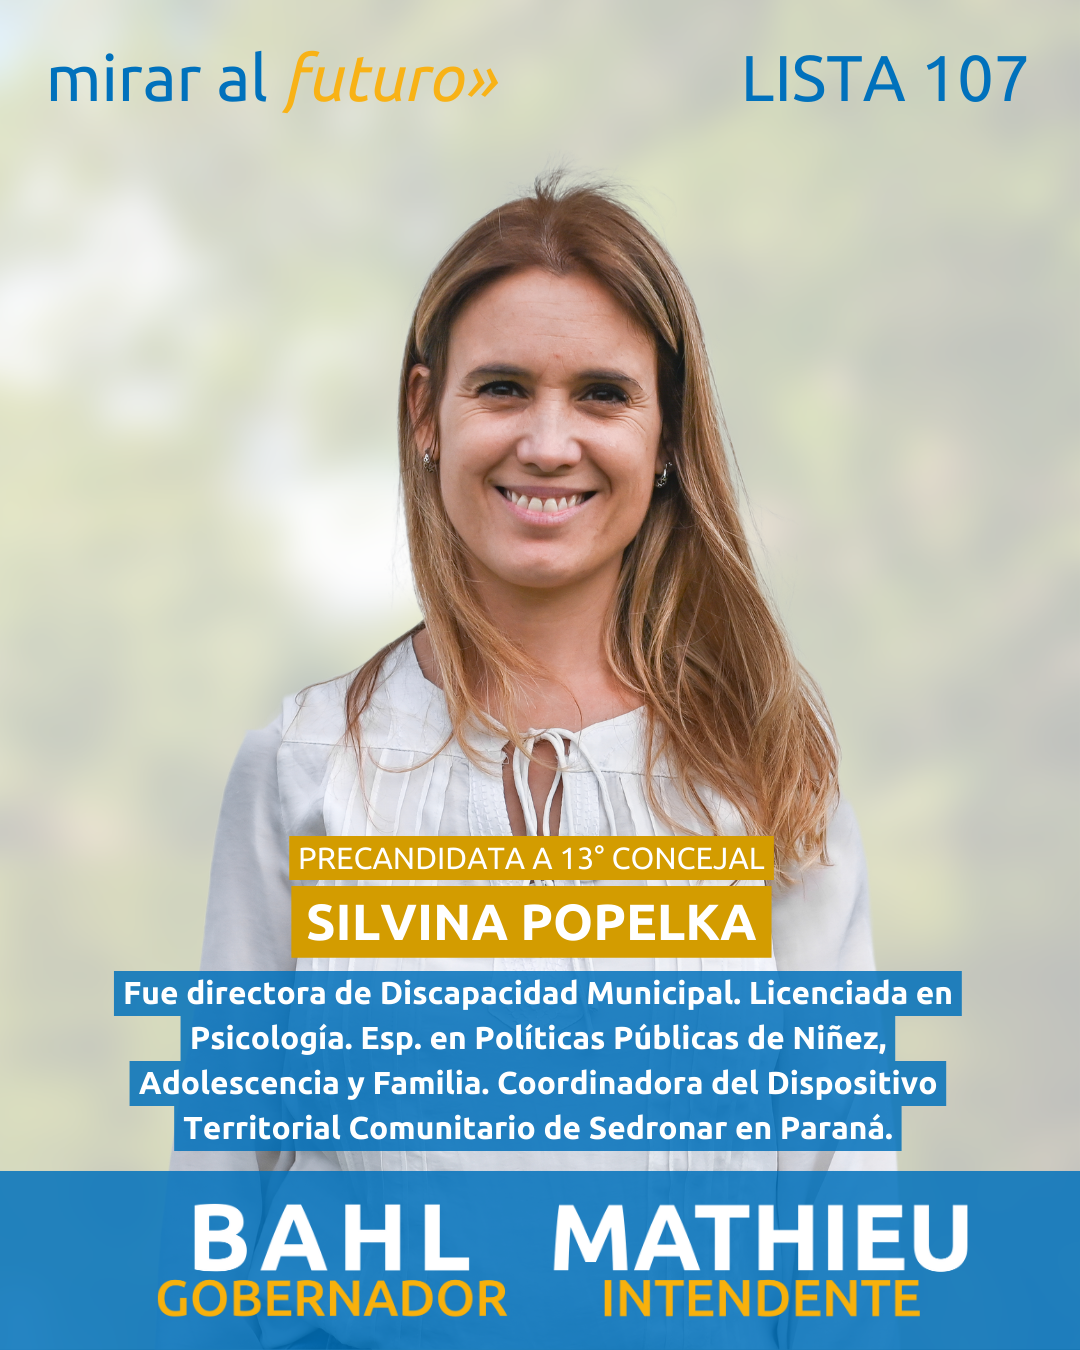 mirar al futuro»
LISTA 107
PRECANDIDATA A 13° CONCEJAL
SILVINA POPELKA
Fue directora de Discapacidad Municipal. Licenciada en
Psicología. Esp. en Políticas Públicas de Niñez,
Adolescencia y Familia. Coordinadora del Dispositivo
Territorial Comunitario de Sedronar en Paraná.
BAHL
GOBERNADOR
MATHIEU
INTENDENTE